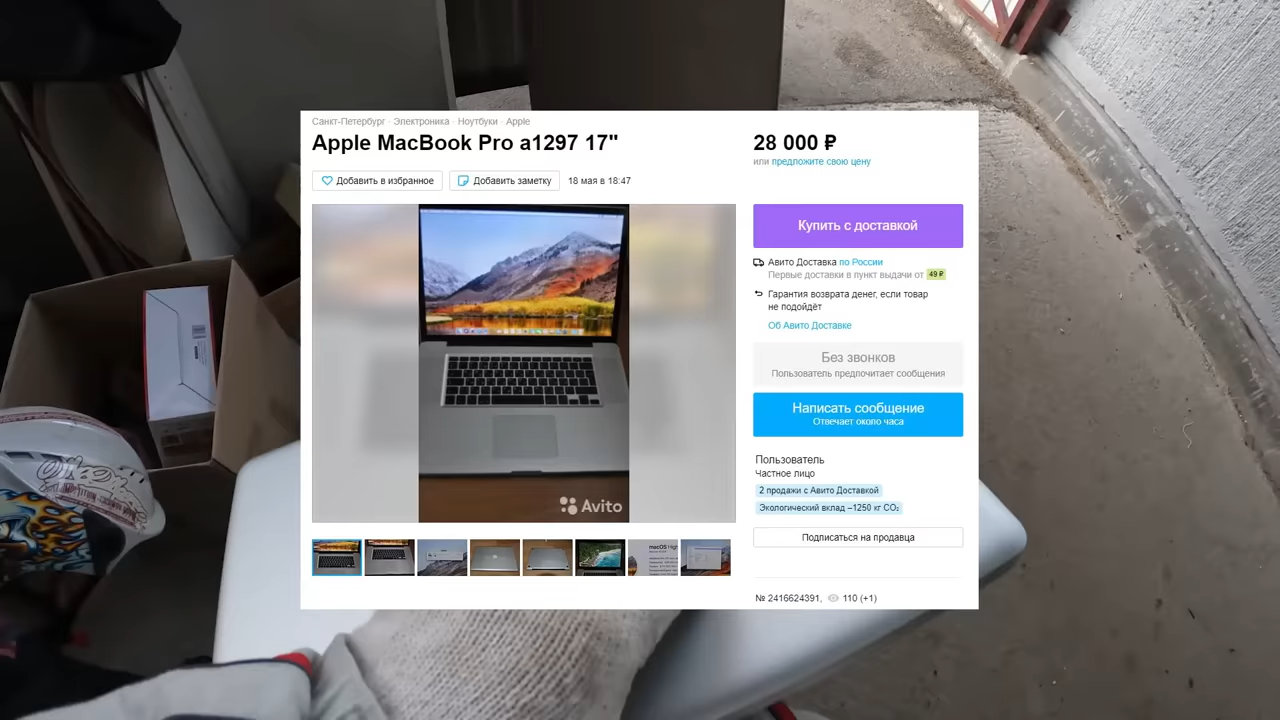 Санкт-Петербург · Электроника · Ноутбуки · Apple
Apple MacBook Pro a1297 17"
Добавить в избранное
Добавить заметку
18 мая в 18:47
Avito
28 000 ₽
или предложите свою цену
Купить с доставкой
Авито Доставка по России
Первые доставки в пункт выдачи от 49 ₽
Гарантия возврата денег, если товар
не подойдёт
Об Авито Доставке
Без звонков
Пользователь предпочитает сообщения
Написать сообщение
Отвечает около часа
Пользователь
Частное лицо
2 продажи с Авито Доставкой
Экологический вклад −1250 кг CO₂
Подписаться на продавца
№ 2416624391, 110 (+1)
macOS High